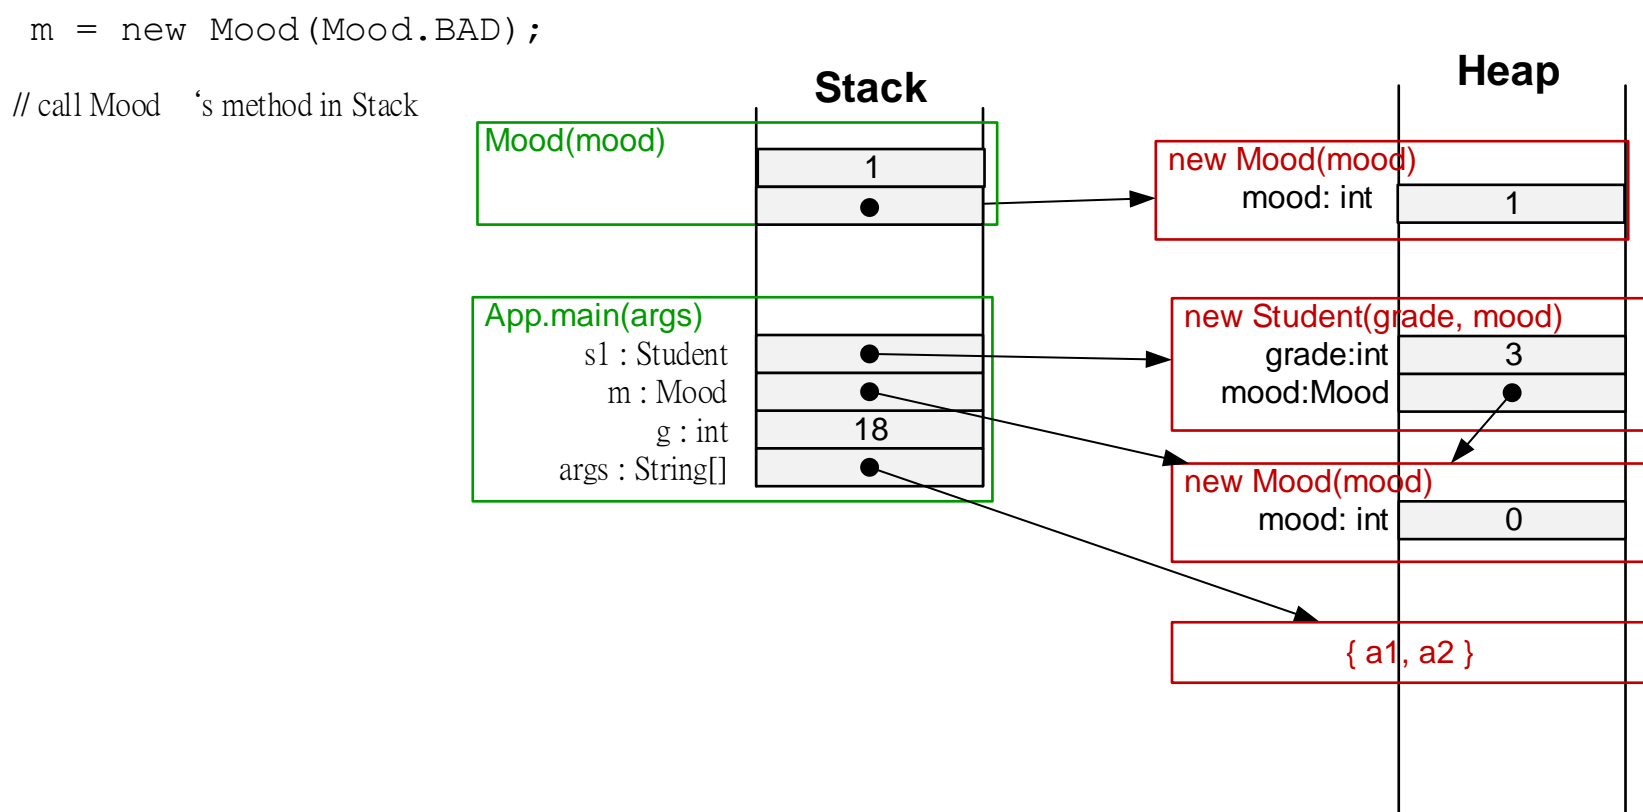 m = new Mood(Mood.BAD);
// call Mood ‘s method in Stack
Stack
Heap
Mood(mood)
1
new Mood(mood)
mood: int
1
App.main(args)
s1 : Student
m : Mood
g : int
18
args : String[]
new Student(grade, mood)
grade:int
3
mood:Mood
new Mood(mood)
mood: int
0
{ a1, a2 }